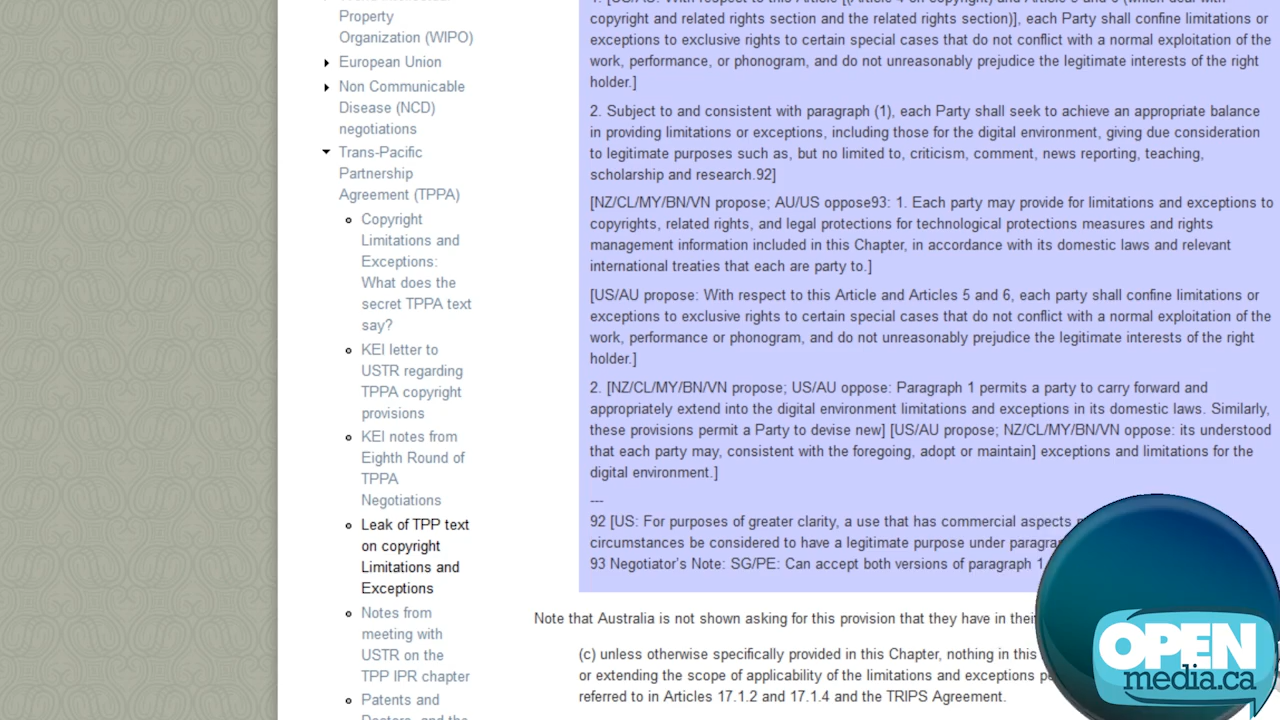 Property
Organization (WIPO)
European Union
Non Communicable
Disease (NCD)
negotiations
Trans-Pacific
Partnership
Agreement (TPPA)
Copyright
Limitations and
Exceptions:
What does the
secret TPPA text
say?
KEI letter to
USTR regarding
TPPA copyright
provisions
KEI notes from
Eighth Round of
TPPA
Negotiations
Leak of TPP text
on copyright
Limitations and
Exceptions
Notes from
meeting with
USTR on the
TPP IPR chapter
Patents and
copyright and related rights section and the related rights section)], each Party shall confine limitations or
exceptions to exclusive rights to certain special cases that do not conflict with a normal exploitation of the
work, performance, or phonogram, and do not unreasonably prejudice the legitimate interests of the right
holder.]
2. Subject to and consistent with paragraph (1), each Party shall seek to achieve an appropriate balance
in providing limitations or exceptions, including those for the digital environment, giving due consideration
to legitimate purposes such as, but no limited to, criticism, comment, news reporting, teaching,
scholarship and research.92]
[NZ/CL/MY/BN/VN propose; AU/US oppose93: 1. Each party may provide for limitations and exceptions to
copyrights, related rights, and legal protections for technological protections measures and rights
management information included in this Chapter, in accordance with its domestic laws and relevant
international treaties that each are party to.]
[US/AU propose: With respect to this Article and Articles 5 and 6, each party shall confine limitations or
exceptions to exclusive rights to certain special cases that do not conflict with a normal exploitation of the
work, performance or phonogram, and do not unreasonably prejudice the legitimate interests of the right
holder.]
2. [NZ/CL/MY/BN/VN propose; US/AU oppose: Paragraph 1 permits a party to carry forward and
appropriately extend into the digital environment limitations and exceptions in its domestic laws. Similarly,
these provisions permit a Party to devise new] [US/AU propose; NZ/CL/MY/BN/VN oppose: its understood
that each party may, consistent with the foregoing, adopt or maintain] exceptions and limitations for the
digital environment.]
---
92 [US: For purposes of greater clarity, a use that has commercial aspects
circumstances be considered to have a legitimate purpose under
93 Negotiator's Note: SG/PE: Can accept both versions of paragraph 1
Note that Australia is not shown asking for this provision that they have in
(c) unless otherwise specifically provided in this Chapter, nothing in this
or extending the scope of applicability of the limitations and exceptions
referred to in Articles 17.1.2 and 17.1.4 and the TRIPS Agreement.
OPEN
media.ca